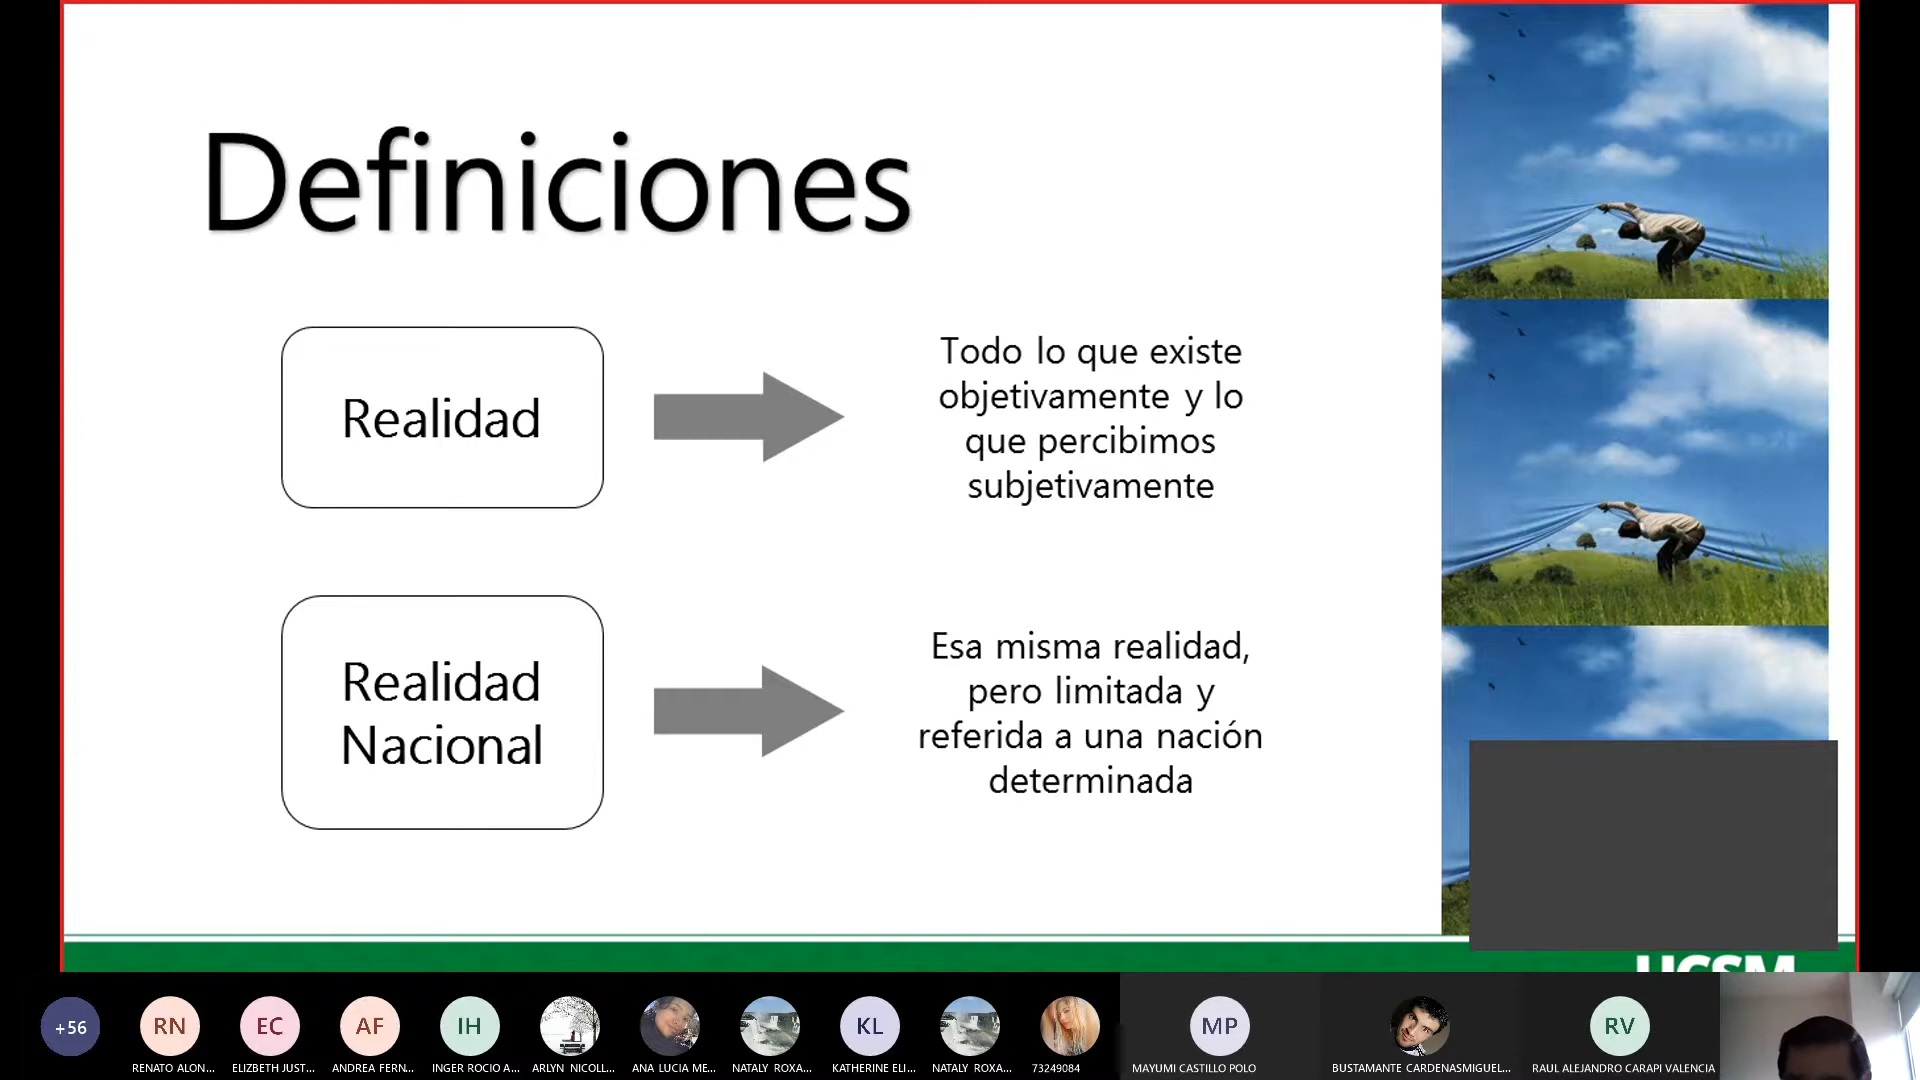 Definiciones
Realidad
Todo lo que existe
objetivamente y lo
que percibimos
subjetivamente
Realidad
Nacional
Esa misma realidad,
pero limitada y
referida a una nación
determinada
UCSM
+56
RN
EC
AF
IH
KL
MP
RV
RENATO ALON...
ELIZBETH JUST...
ANDREA FERN...
INGER ROCIO A...
ARLYN NICOLL...
ANA LUCIA ME...
NATALY ROXA...
KATHERINE ELI...
NATALY ROXA...
73249084
MAYUMI CASTILLO POLO
BUSTAMANTE CARDENASMIGUEL...
RAUL ALEJANDRO CARAPI VALENCIA